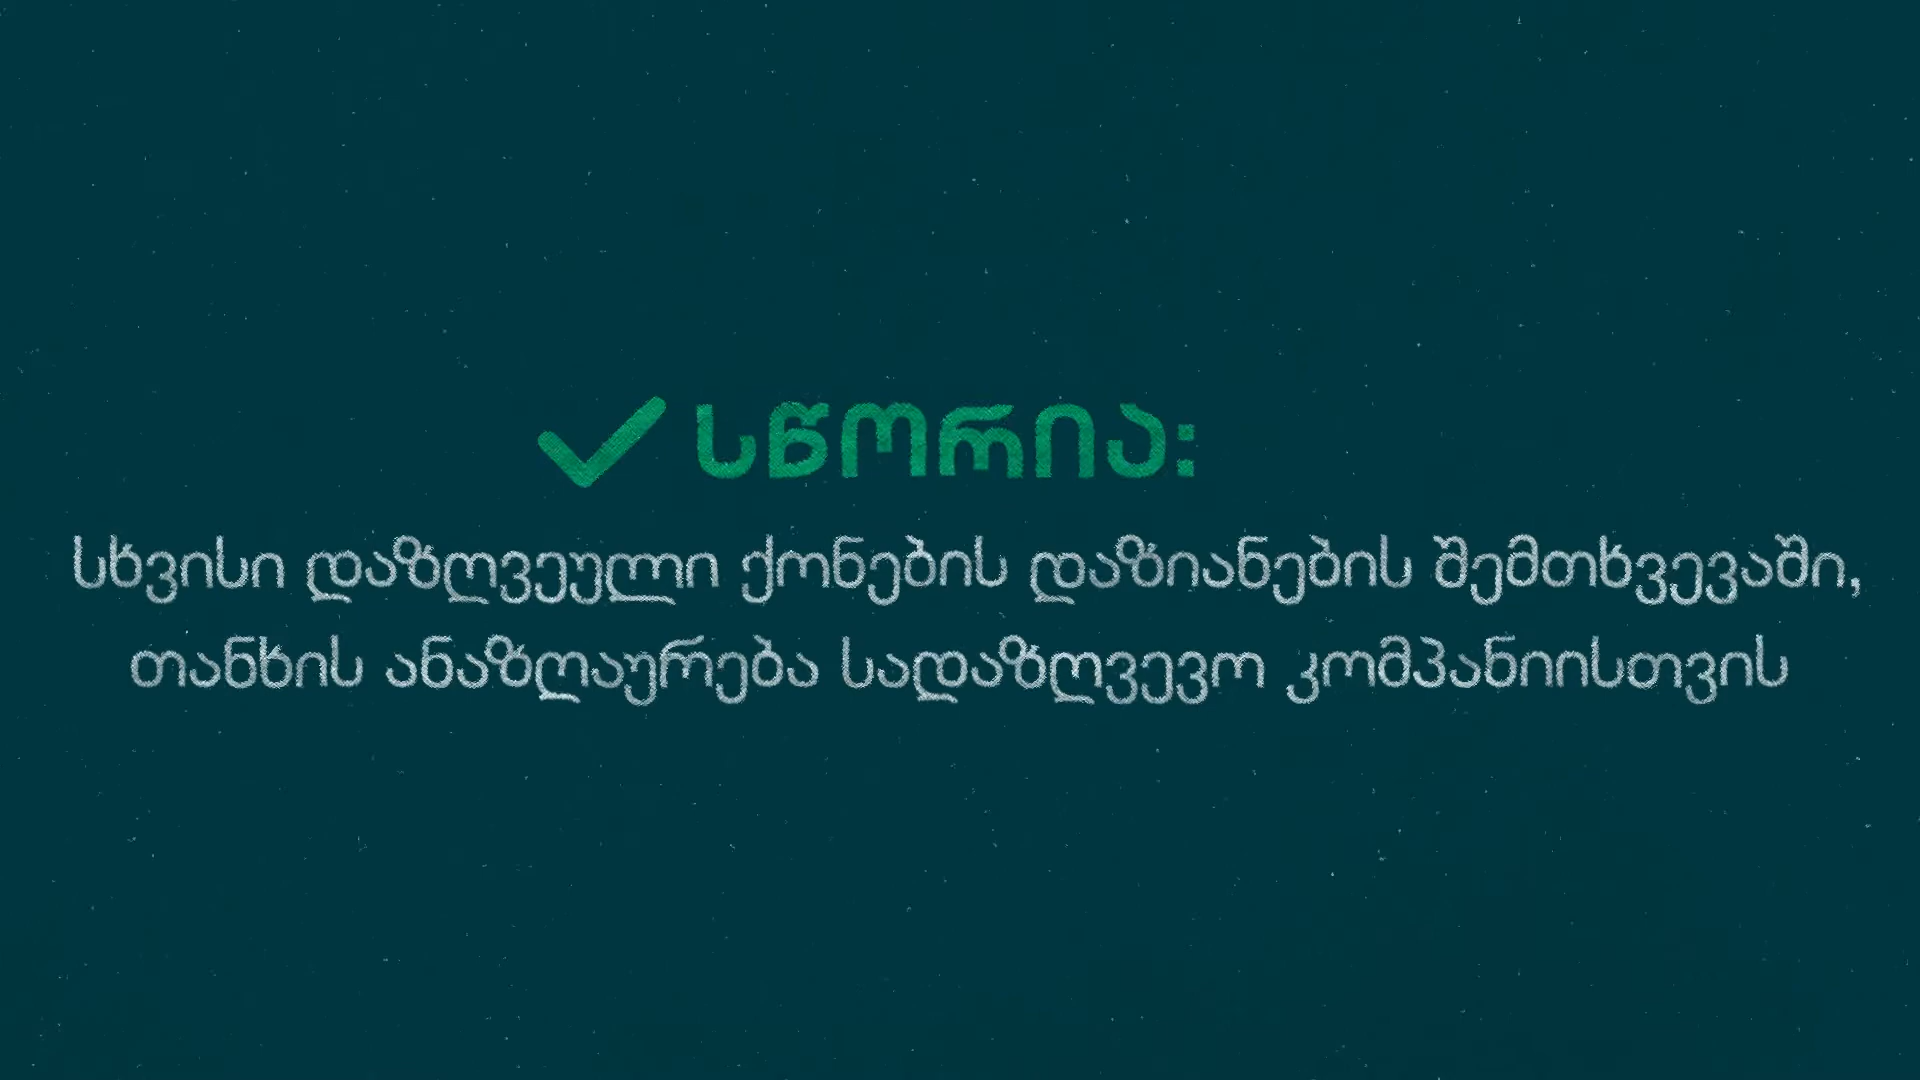 სწორია:
სხვისი დაზღვეული ქონების დაზიანების შემთხვევაში,
თანხის ანაზღაურება სადაზღვევო კომპანიისთვის